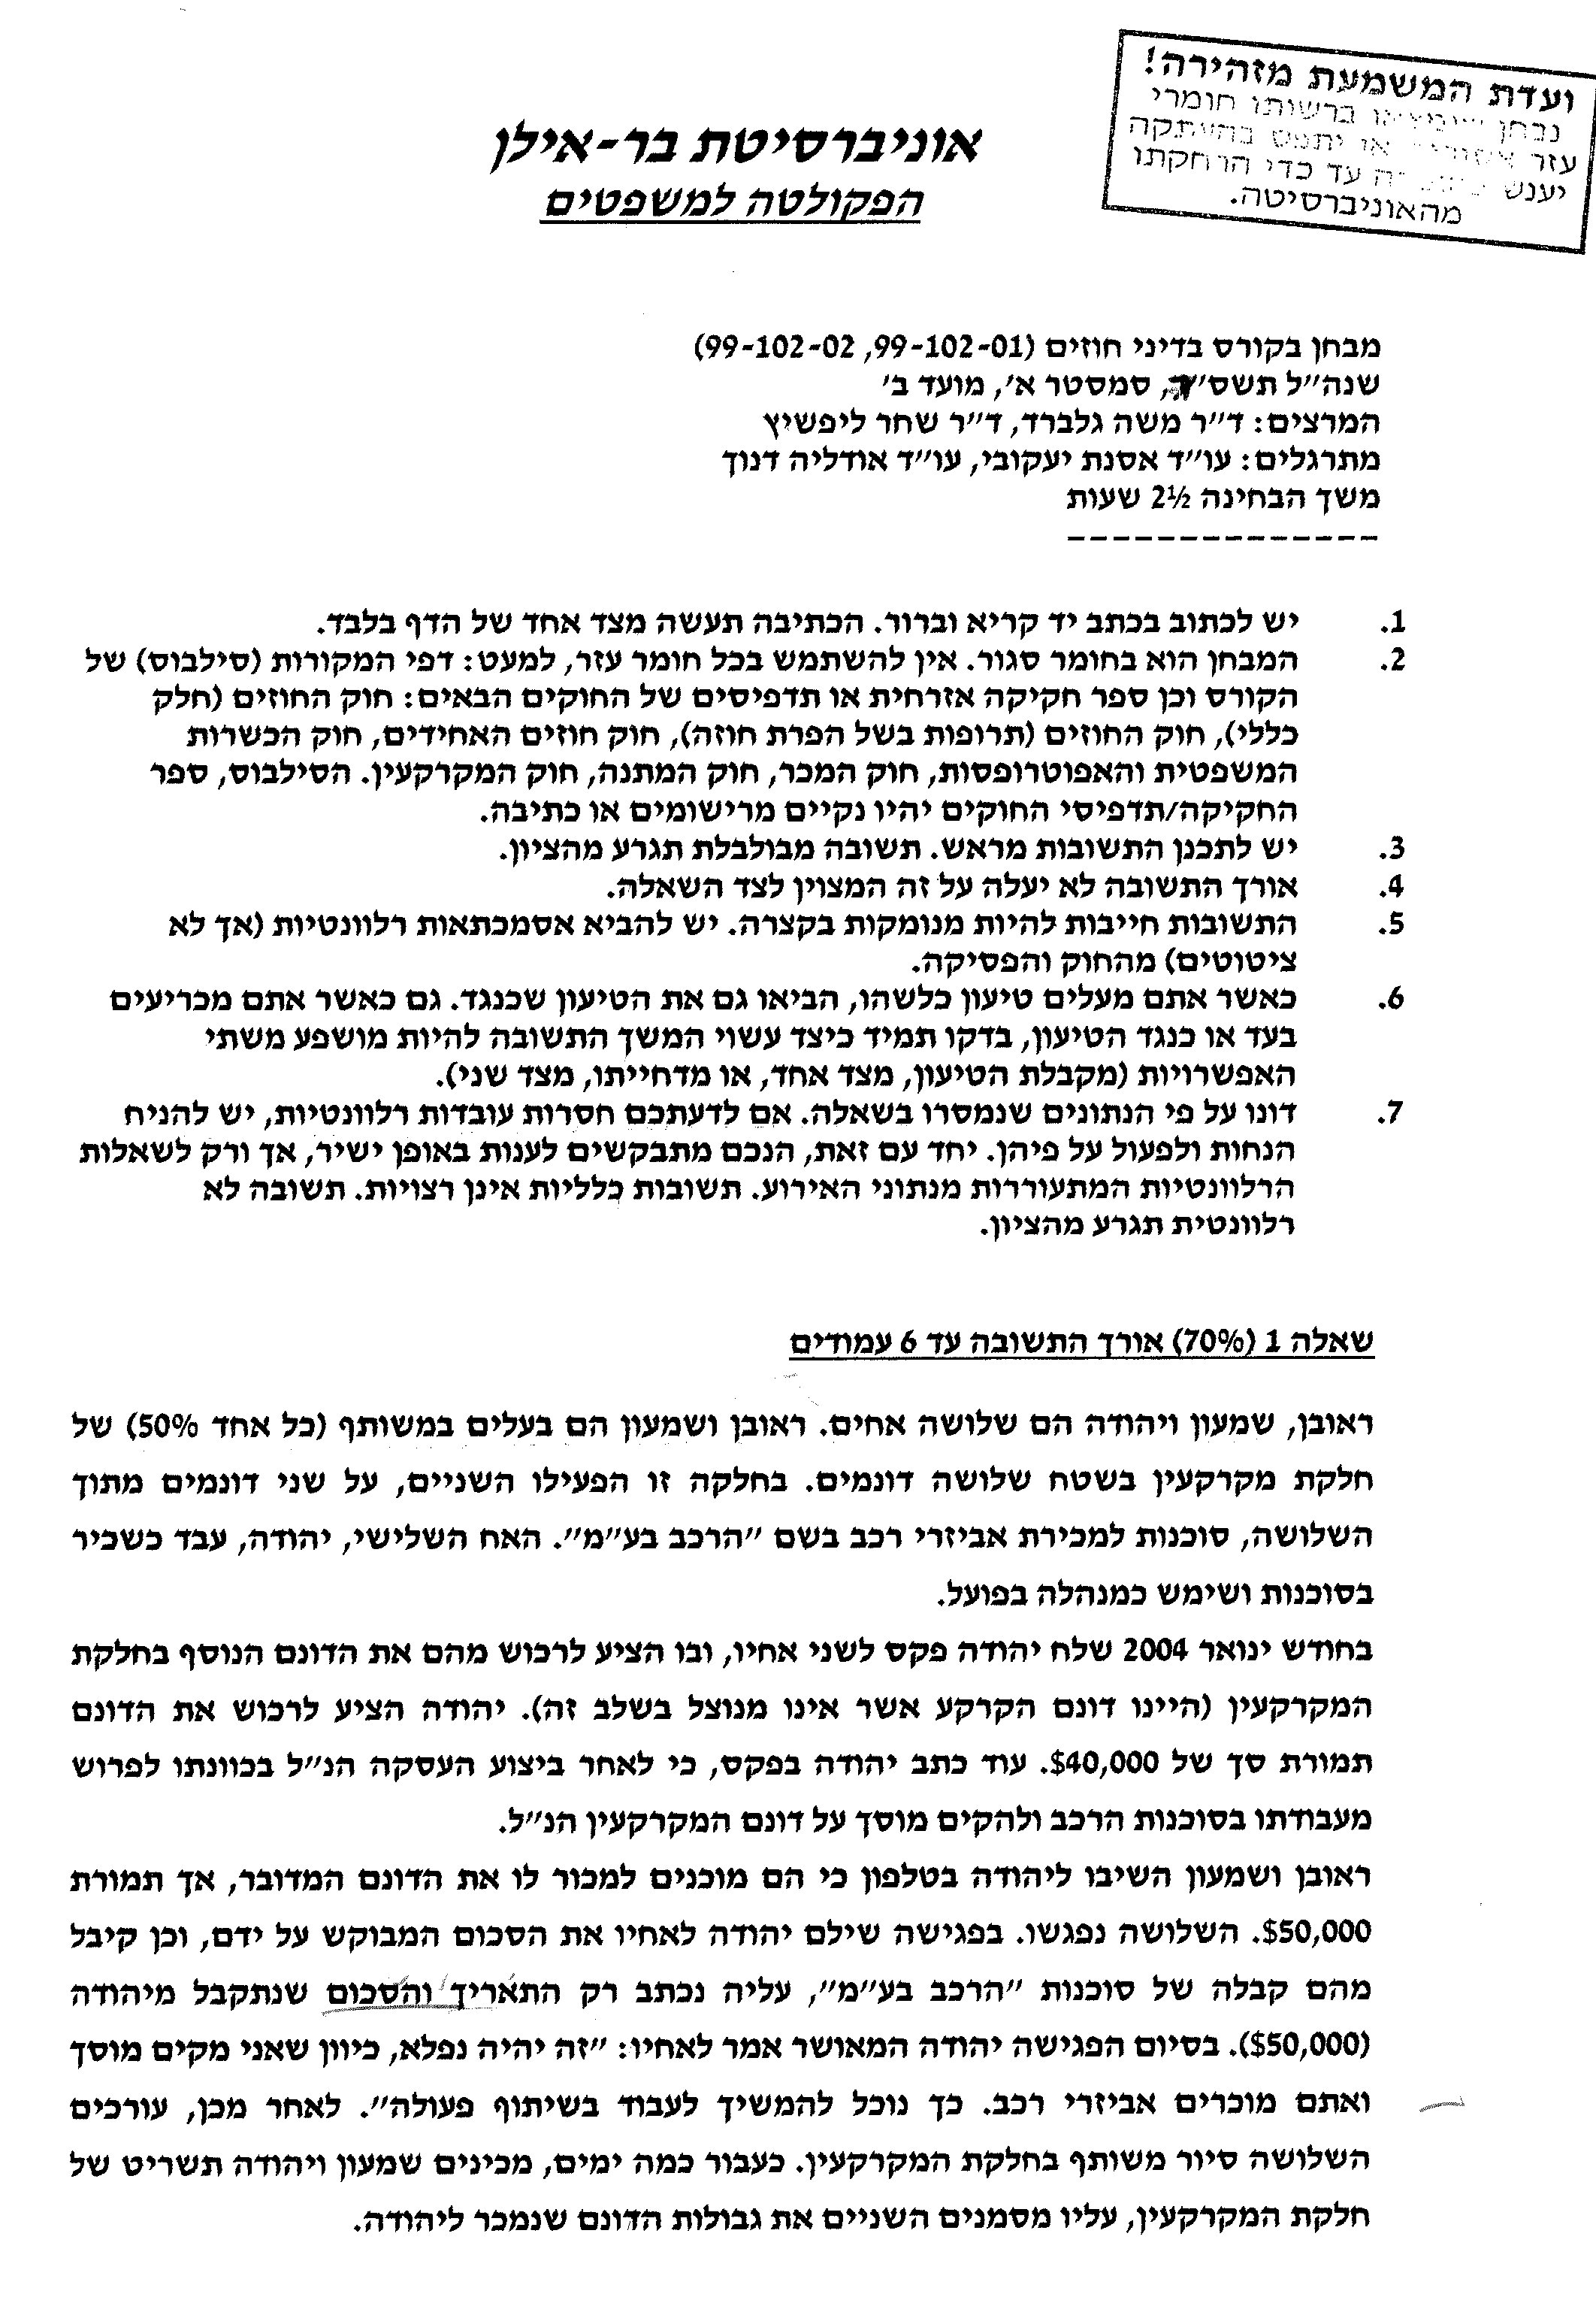 ועדת המשמעת מזהירה!
נבחן ברשותו חומרי
עזר או יתפס בהעתקה
יענש עד כדי הרחקתו
מהאוניברסיטה.
אוניברסיטת בר-אילן
הפקולטה למשפטים
מבחן בקורס בדיני חוזים (99-102-01, 99-102-02)
שנה"ל סמסטר א', מועד ב'
המרצים: ד"ר משה גלברד, ד"ר שחר ליפשיץ
מתרגלים: עו"ד אסנת יעקובי, עו"ד אודליה דנוך
משך הבחינה 2½ שעות
--------------
1. יש לכתוב בכתב יד קריא וברור. הכתיבה תעשה מצד אחד של הדף בלבד.
2. המבחן הוא בחומר סגור. אין להשתמש בכל חומר עזר, למעט: דפי המקורות (סילבוס) של
הקורס וכן ספר חקיקה אזרחית או תדפיסים של החוקים הבאים: חוק החוזים (חלק
כללי), חוק החוזים (תרופות בשל הפרת חוזה), חוק חוזים האחידים, חוק הכשרות
המשפטית והאפוטרופסות, חוק המכר, חוק המתנה, חוק המקרקעין. הסילבוס, ספר
החקיקה/תדפיסי החוקים יהיו נקיים מרישומים או כתיבה.
3. יש לתכנן התשובות מראש. תשובה מבולבלת תגרע מהציון.
4. אורך התשובה לא יעלה על זה המצוין לצד השאלה.
5. התשובות חייבות להיות מנומקות בקצרה. יש להביא אסמכתאות רלוונטיות (אך לא
ציטוטים) מהחוק והפסיקה.
6. כאשר אתם מעלים טיעון כלשהו, הביאו גם את הטיעון שכנגד. גם כאשר אתם מכריעים
בעד או כנגד הטיעון, בדקו תמיד כיצד עשוי המשך התשובה להיות מושפע משתי
האפשרויות (מקבלת הטיעון, מצד אחד, או מדחייתו, מצד שני).
7. דונו על פי הנתונים שנמסרו בשאלה. אם לדעתכם חסרות עובדות רלוונטיות, יש להניח
הנחות ולפעול על פיהן. יחד עם זאת, הנכם מתבקשים לענות באופן ישיר, אך ורק לשאלות
הרלוונטיות המתעוררות מנתוני האירוע. תשובות כלליות אינן רצויות. תשובה לא
רלוונטית תגרע מהציון.
שאלה 1 (70%) אורך התשובה עד 6 עמודים
ראובן, שמעון ויהודה הם שלושה אחים. ראובן ושמעון הם בעלים במשותף (כל אחד 50%) של
חלקת מקרקעין בשטח שלושה דונמים. בחלקה זו הפעילו השניים, על שני דונמים מתוך
השלושה, סוכנות למכירת אביזרי רכב בשם "הרכב בע"מ". האח השלישי, יהודה, עבד כשכיר
בסוכנות ושימש כמנהלה בפועל.
בחודש ינואר 2004 שלח יהודה פקס לשני אחיו, ובו הציע לרכוש מהם את הדונם הנוסף בחלקת
המקרקעין (היינו דונם הקרקע אשר אינו מנוצל בשלב זה). יהודה הציע לרכוש את הדונם
תמורת סך של 40,000$. עוד כתב יהודה בפקס, כי לאחר ביצוע העסקה הנ"ל בכוונתו לפרוש
מעבודתו בסוכנות הרכב ולהקים מוסך על דונם המקרקעין הנ"ל.
ראובן ושמעון השיבו ליהודה בטלפון כי הם מוכנים למכור לו את הדונם המדובר, אך תמורת
50,000$. השלושה נפגשו. בפגישה שילם יהודה לאחיו את הסכום המבוקש על ידם, וכן קיבל
מהם קבלה של סוכנות "הרכב בע"מ", עליה נכתב רק התאריך והסכום שנתקבל מיהודה
(50,000$). בסיום הפגישה יהודה המאושר אמר לאחיו: "זה יהיה נפלא, כיוון שאני מקים מוסך
ואתם מוכרים אביזרי רכב. כך נוכל להמשיך לעבוד בשיתוף פעולה". לאחר מכן, עורכים
השלושה סיור משותף בחלקת המקרקעין. כעבור כמה ימים, מכינים שמעון ויהודה תשריט של
חלקת המקרקעין, עליו מסמנים השניים את גבולות הדונם שנמכר ליהודה.